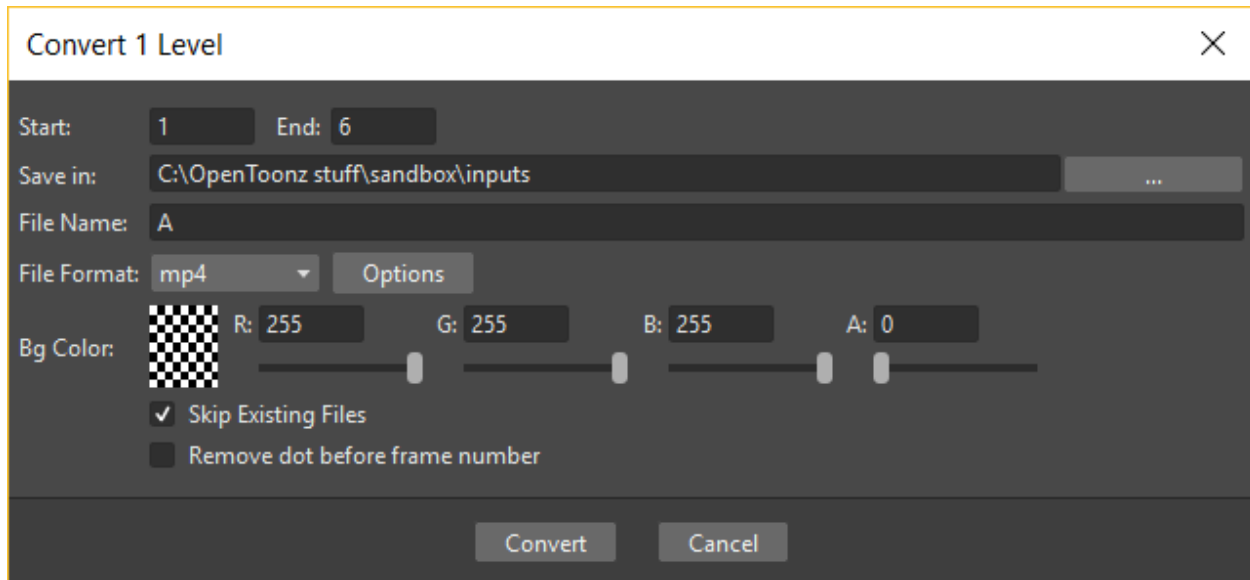 Convert 1 Level
Start: 1 End: 6
Save in: C:\OpenToonz stuff\sandbox\inputs ...
File Name: A
File Format: mp4 Options
Bg Color: R: 255 G: 255 B: 255 A: 0
Skip Existing Files
Remove dot before frame number
Convert Cancel